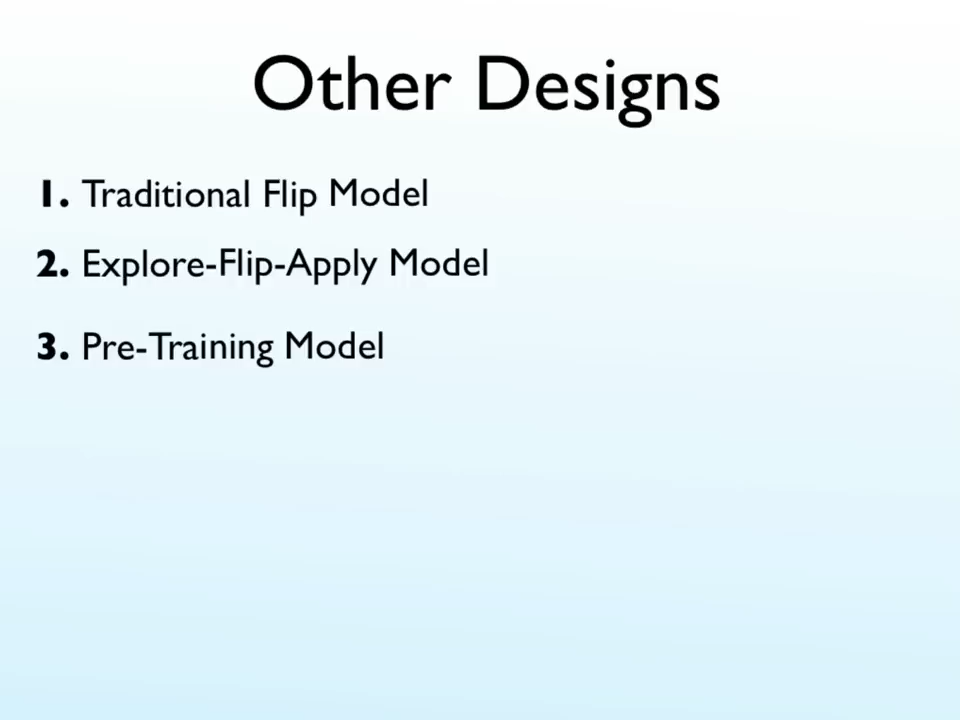 Other Designs
1. Traditional Flip Model
2. Explore-Flip-Apply Model
3. Pre-Training Model